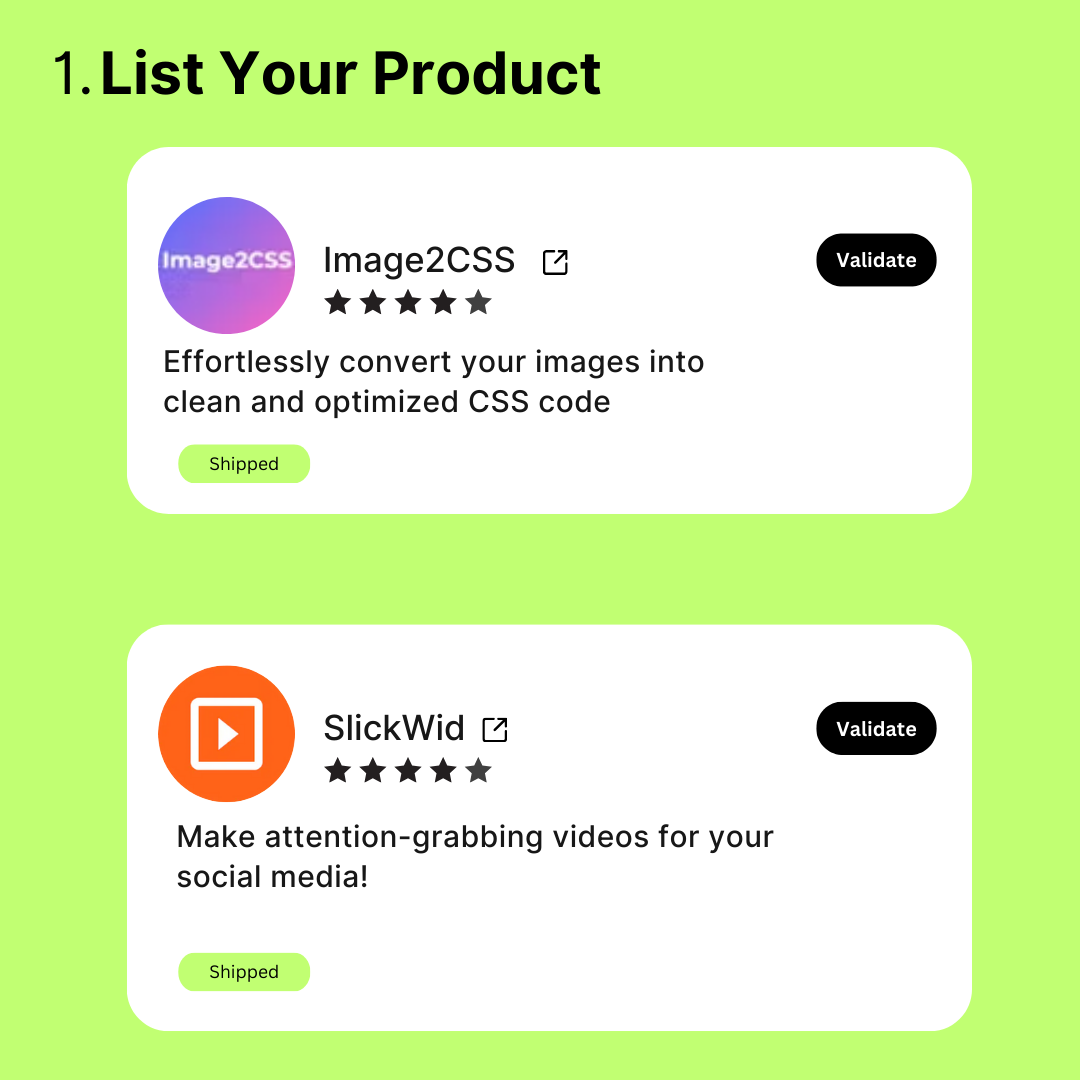 1. List Your Product
Image2CSS
Image2CSS
Validate
Effortlessly convert your images into
clean and optimized CSS code
Shipped
SlickWid
Validate
Make attention-grabbing videos for your
social media!
Shipped